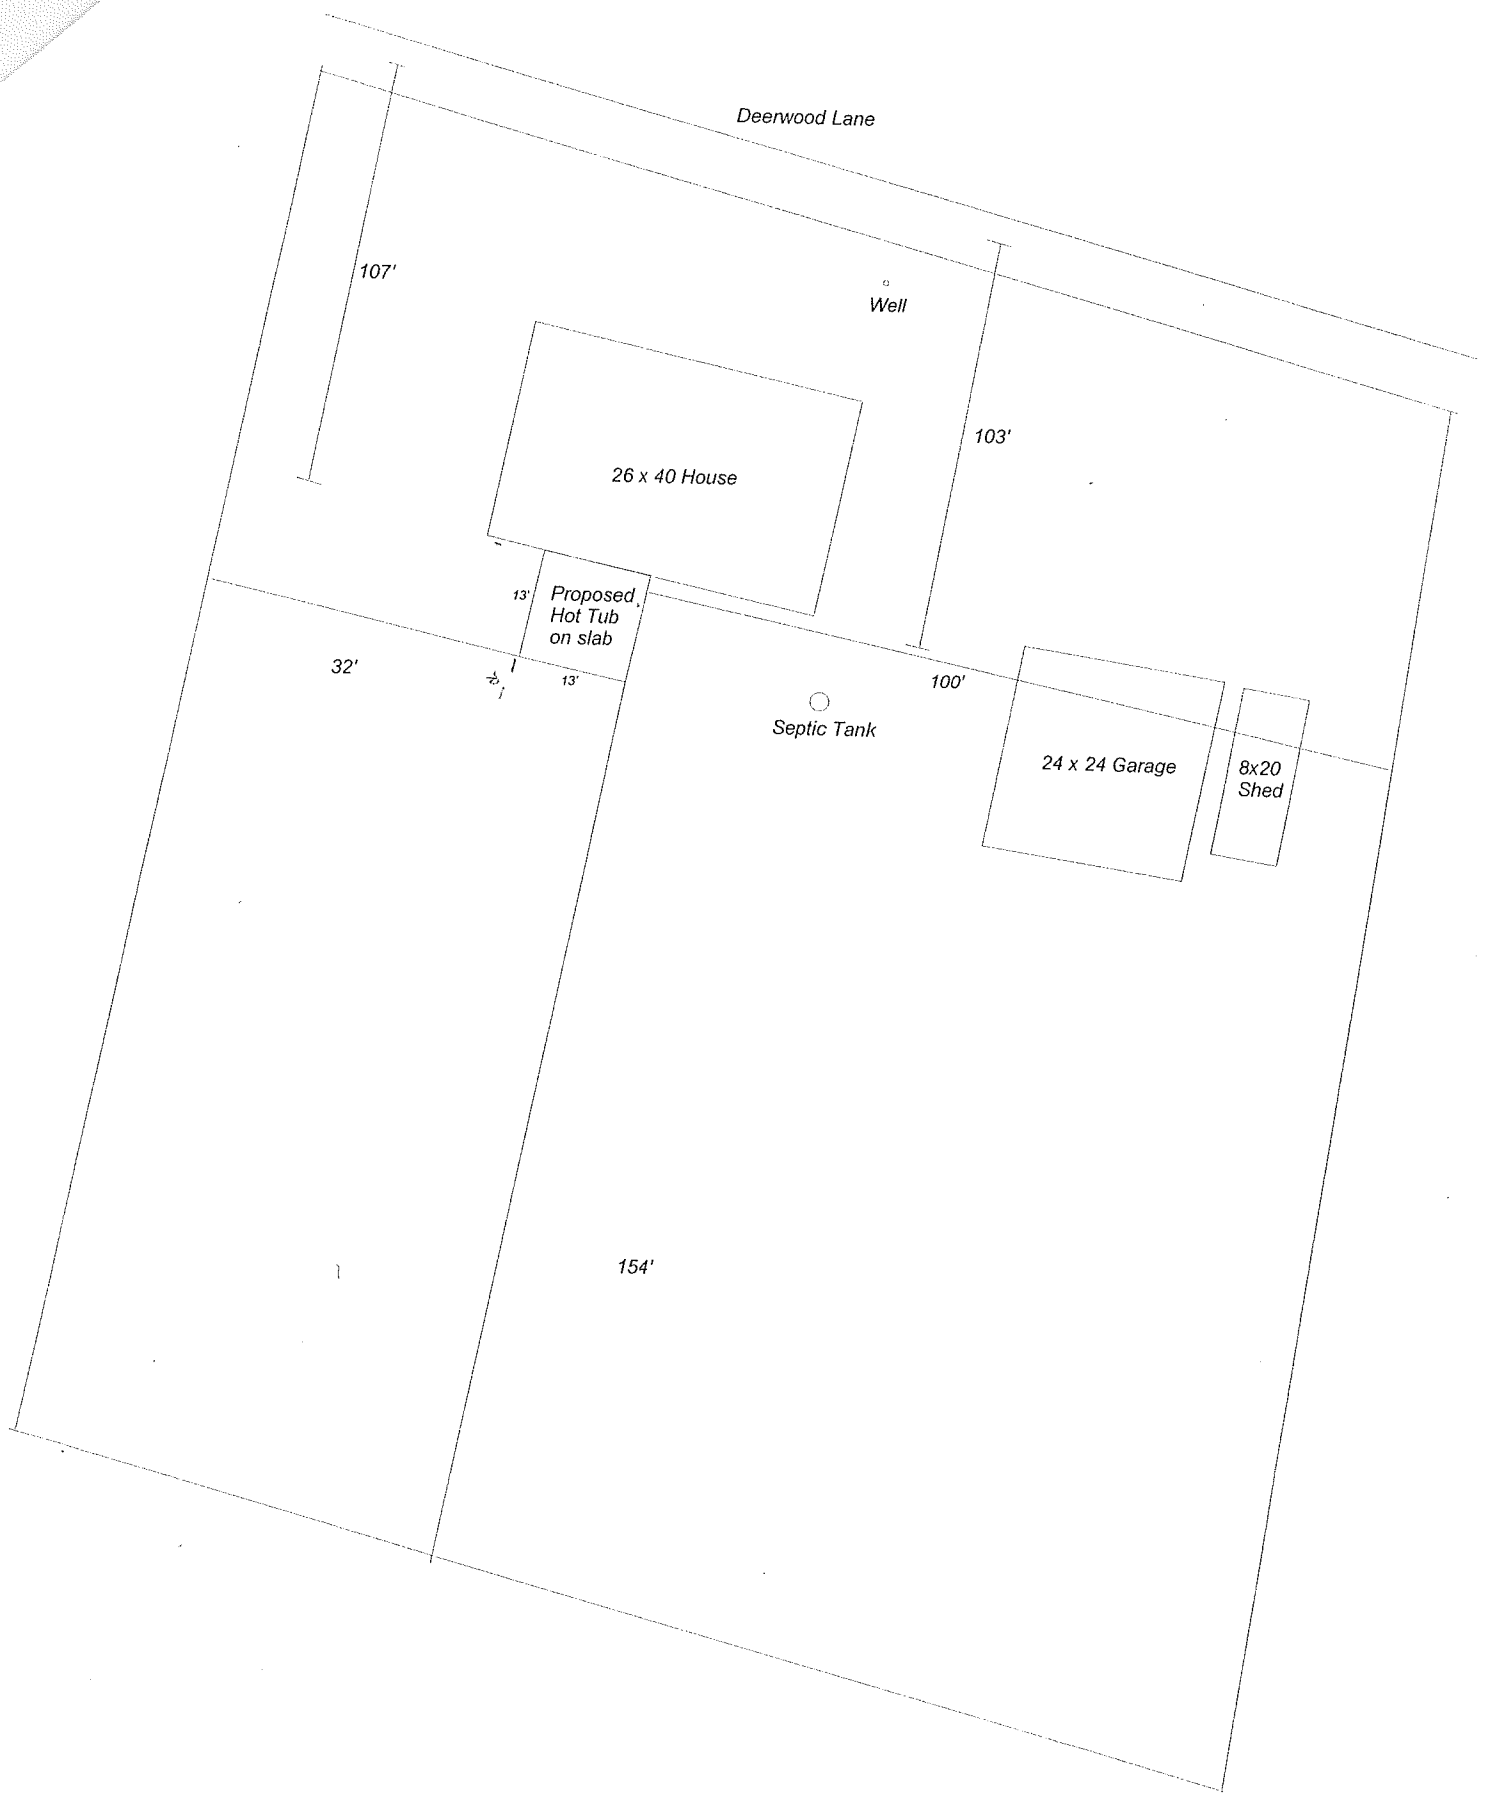 Deerwood Lane
107'
Well
103'
26 x 40 House
13'
Proposed
Hot Tub
on slab
32'
13'
100'
Septic Tank
24 x 24 Garage
8x20
Shed
154'